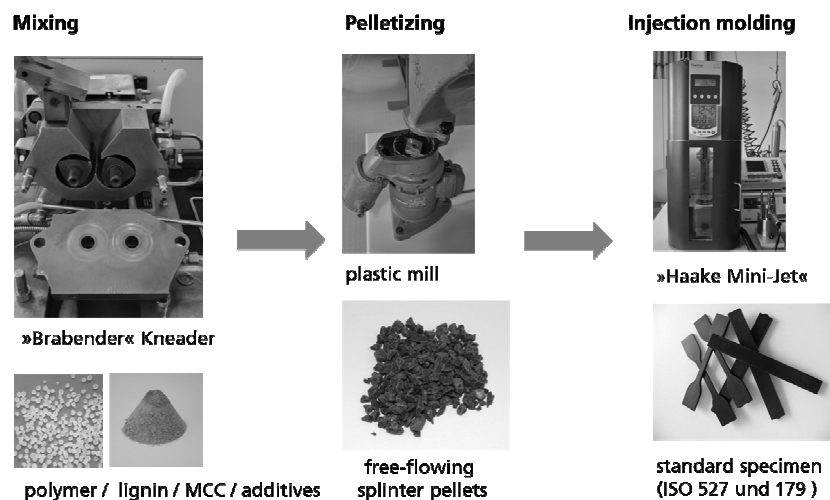 Mixing
Pelletizing
Injection molding
»Brabender« Kneader
plastic mill
»Haake Mini-Jet«
polymer / lignin / MCC / additives
free-flowing
splinter pellets
standard specimen
(ISO 527 und 179 )